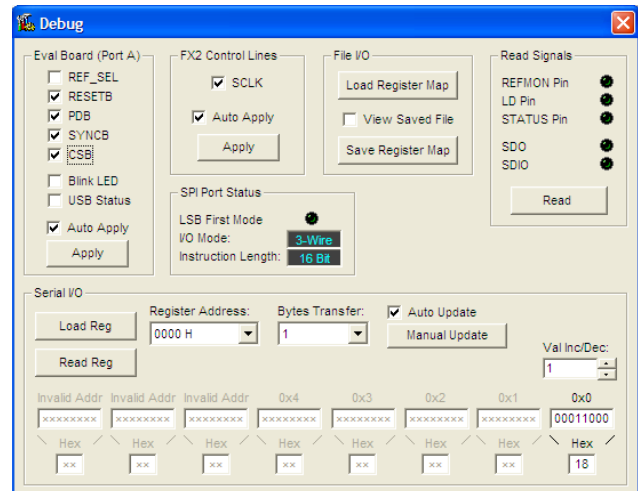 Debug
Eval Board (Port A)
REF_SEL
RESETB
PDB
SYNCB
CSB
Blink LED
USB Status
Auto Apply
Apply
FX2 Control Lines
SCLK
Auto Apply
Apply
File I/O
Load Register Map
View Saved File
Save Register Map
Read Signals
REFMON Pin
LD Pin
STATUS Pin
SDO
SDIO
Read
SPI Port Status
LSB First Mode
I/O Mode: 3-Wire
Instruction Length: 16 Bit
Serial I/O
Load Reg
Read Reg
Register Address:
0000 H
Bytes Transfer:
1
Auto Update
Manual Update
Val Inc/Dec:
1
Invalid Addr Invalid Addr Invalid Addr 0x4 0x3 0x2 0x1 0x0
xxxxxxxx xxxxxxxx xxxxxxxx xxxxxxxx xxxxxxxx xxxxxxxx xxxxxxxx 00011000
Hex Hex Hex Hex Hex Hex Hex Hex
xx xx xx xx xx xx xx 18